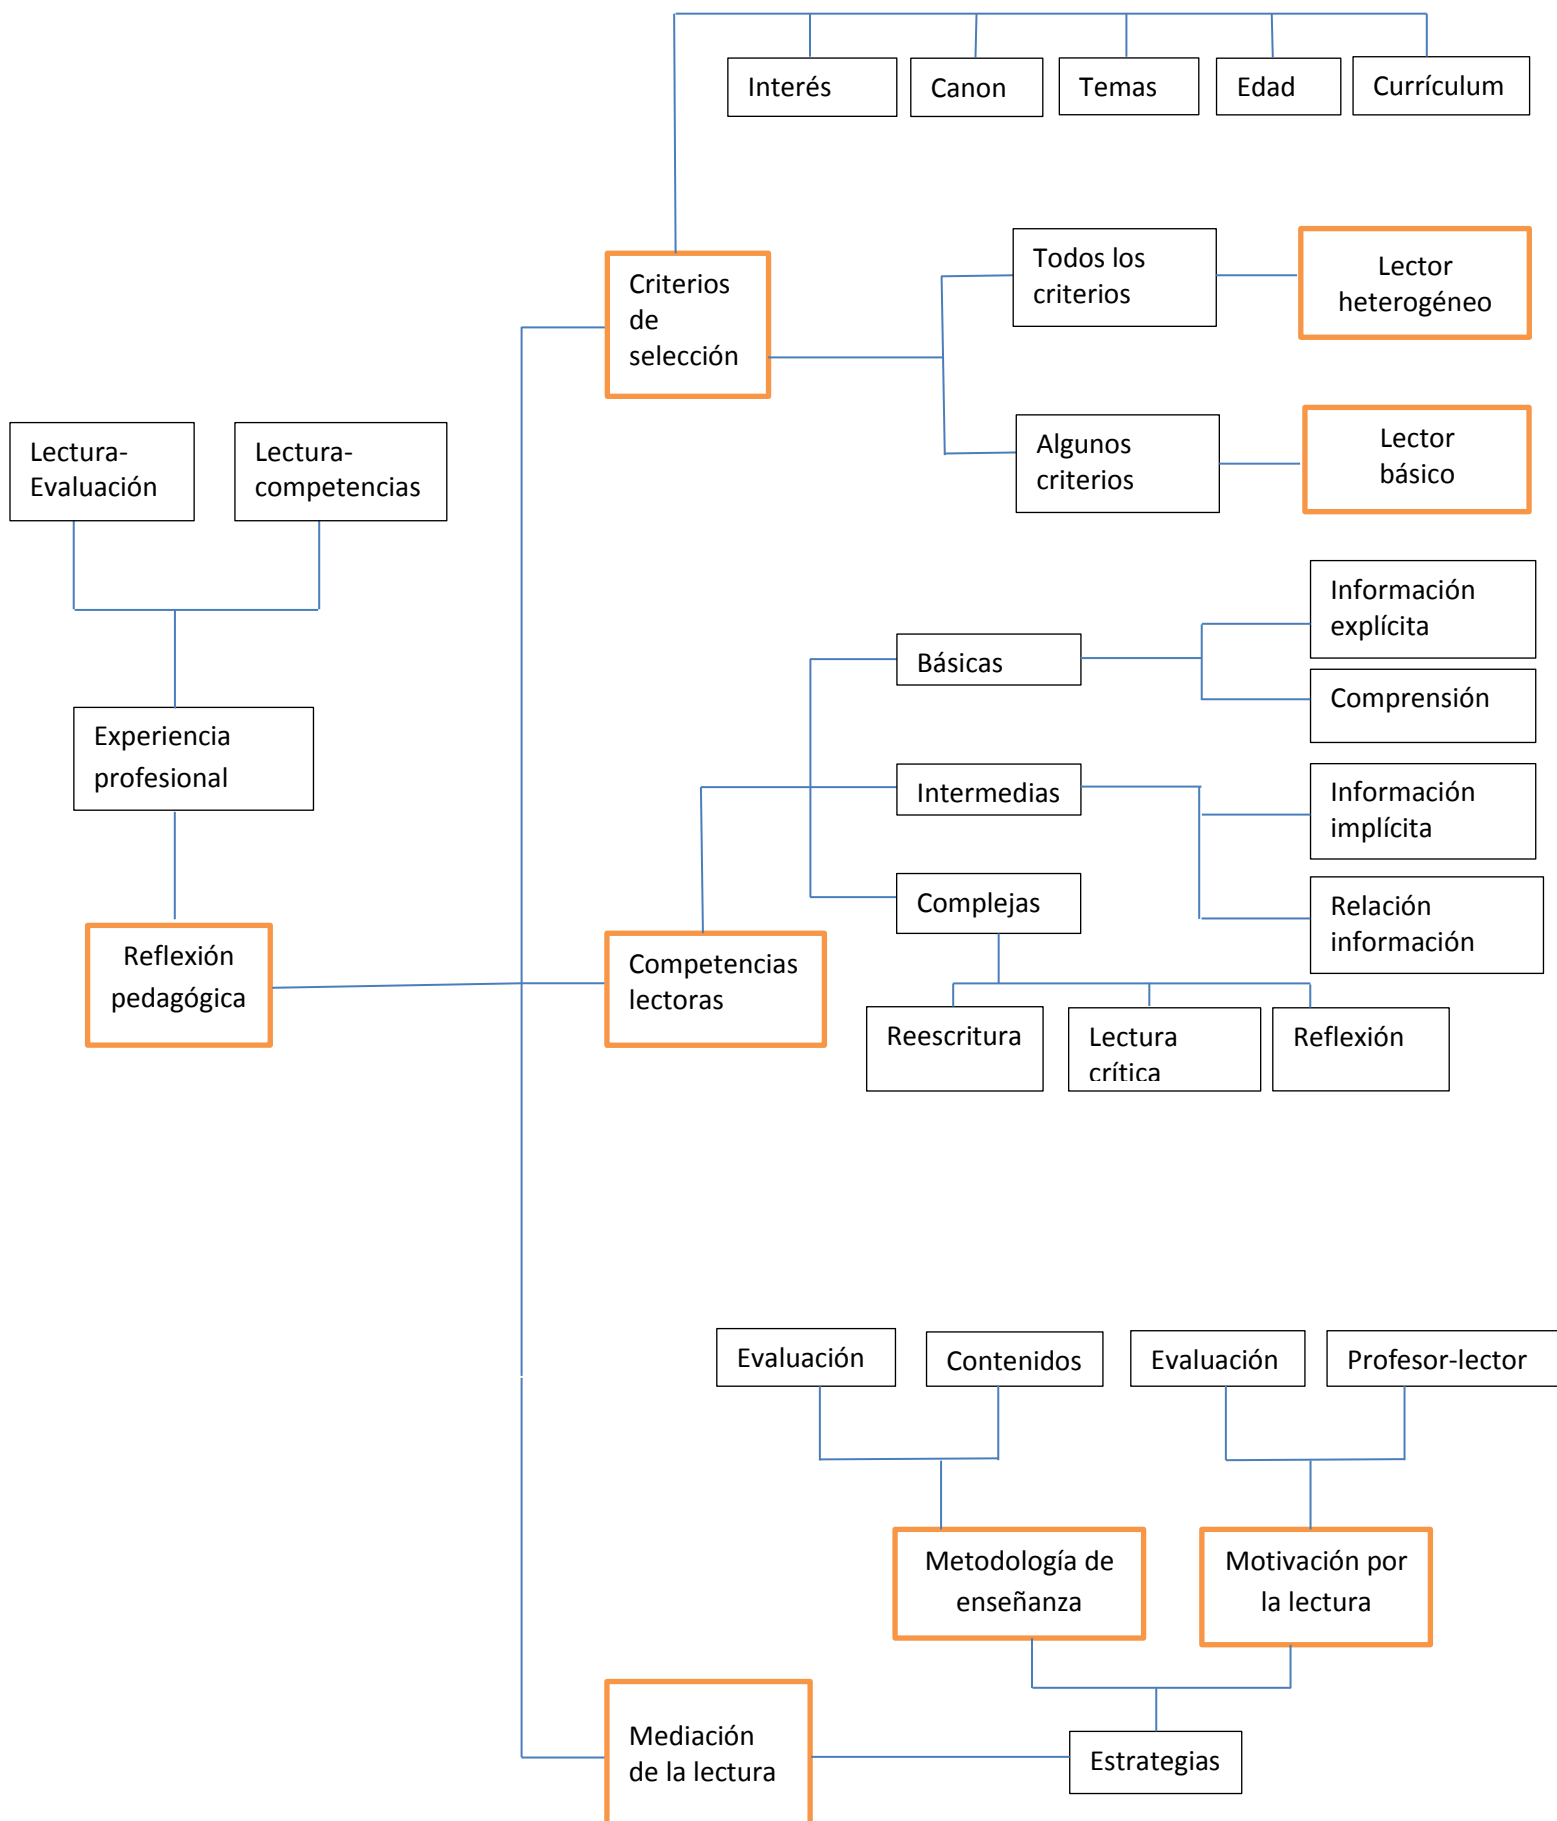 Interés
Canon
Temas
Edad
Currículum
Criterios
de
selección
Todos los
criterios
Lector
heterogéneo
Algunos
criterios
Lector
básico
Lectura-
Evaluación
Lectura-
competencias
Experiencia
profesional
Reflexión
pedagógica
Competencias
lectoras
Básicas
Información
explícita
Comprensión
Intermedias
Información
implícita
Relación
información
Complejas
Reescritura
Lectura
crítica
Reflexión
Evaluación
Contenidos
Evaluación
Profesor-lector
Metodología de
enseñanza
Motivación por
la lectura
Mediación
de la lectura
Estrategias